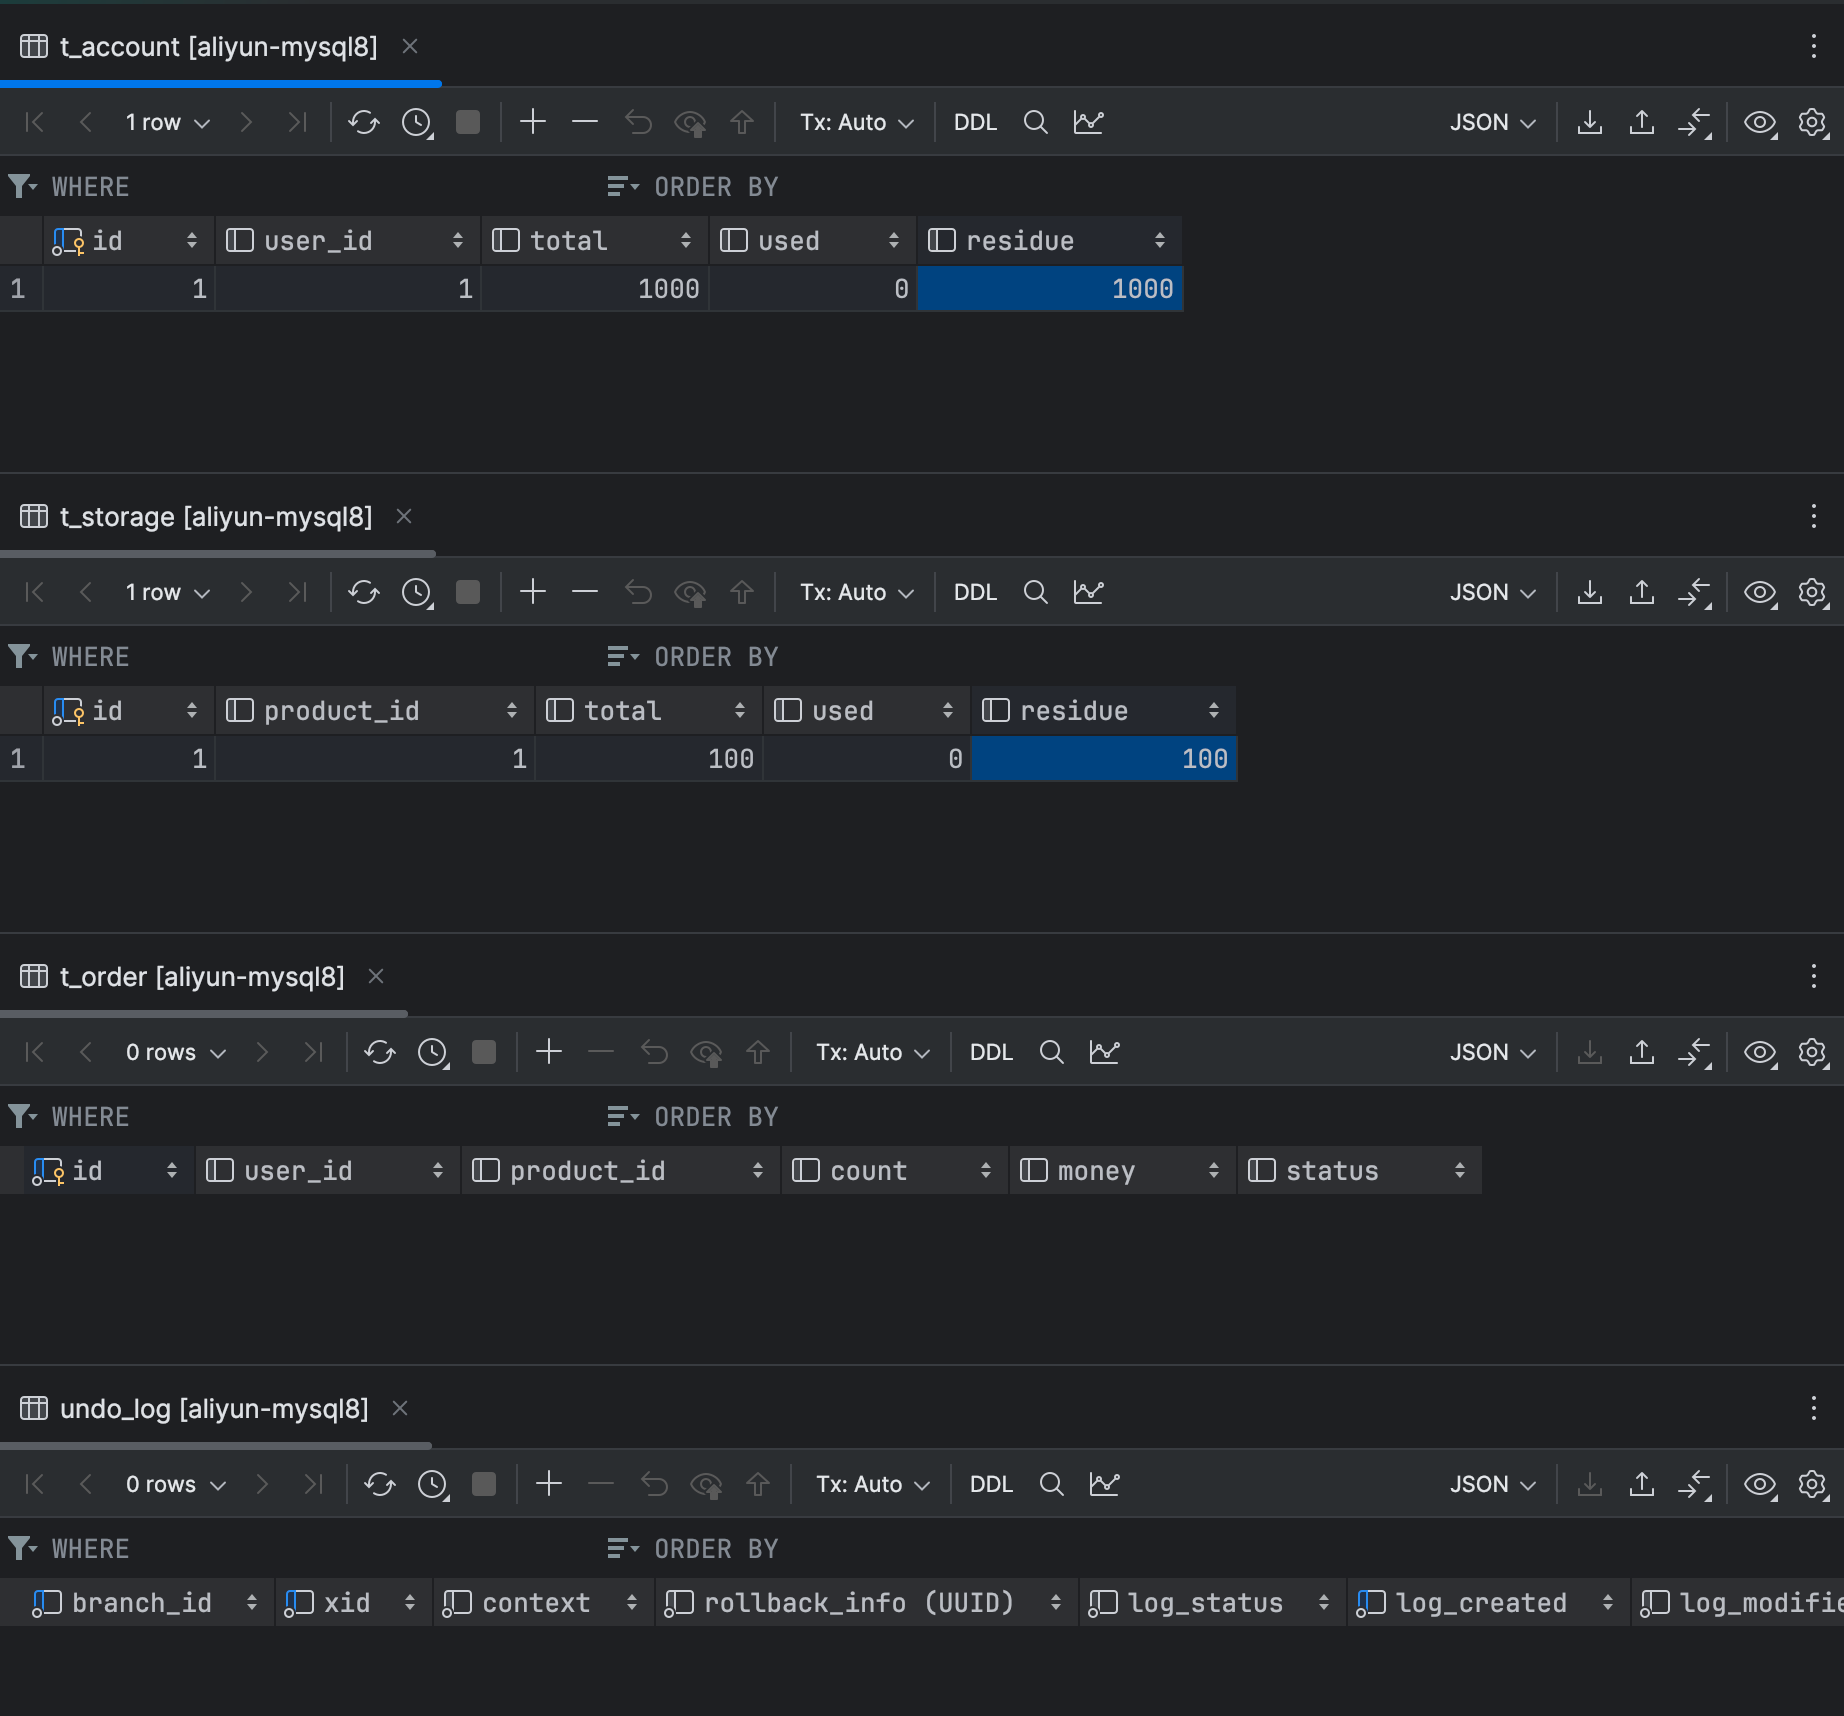 t_account [aliyun-mysql8]
1 row Tx: Auto DDL JSON
WHERE ORDER BY
id user_id total used residue
1 1 1 1000 0 1000
t_storage [aliyun-mysql8]
1 row Tx: Auto DDL JSON
WHERE ORDER BY
id product_id total used residue
1 1 1 100 0 100
t_order [aliyun-mysql8]
0 rows Tx: Auto DDL JSON
WHERE ORDER BY
id user_id product_id count money status
undo_log [aliyun-mysql8]
0 rows Tx: Auto DDL JSON
WHERE ORDER BY
branch_id xid context rollback_info (UUID) log_status log_created log_modifie